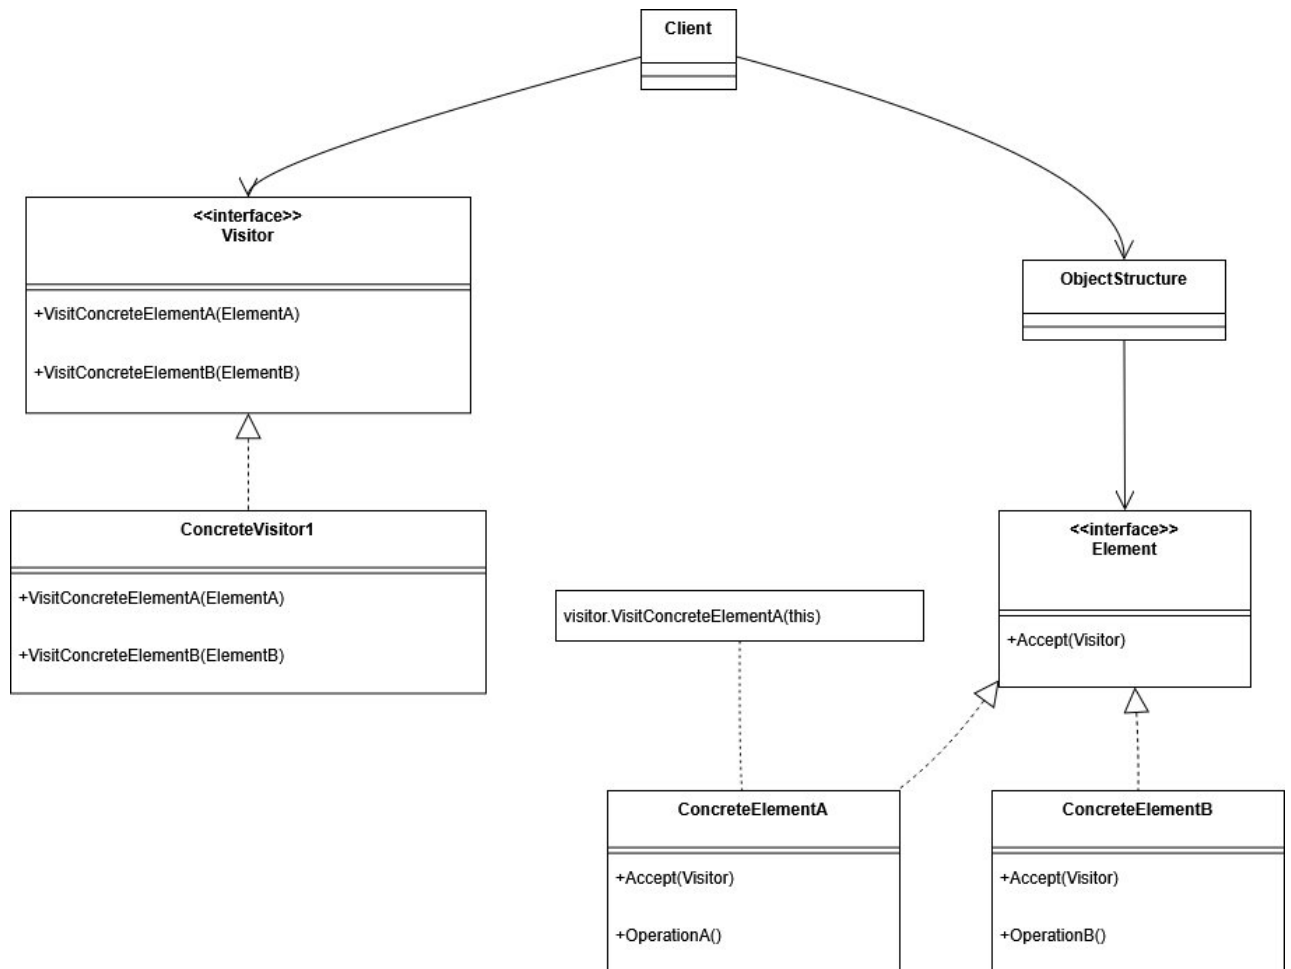 Client
<<interface>>
Visitor
+VisitConcreteElementA(ElementA)
+VisitConcreteElementB(ElementB)
ObjectStructure
ConcreteVisitor1
+VisitConcreteElementA(ElementA)
+VisitConcreteElementB(ElementB)
<<interface>>
Element
+Accept(Visitor)
visitor.VisitConcreteElementA(this)
ConcreteElementA
+Accept(Visitor)
+OperationA()
ConcreteElementB
+Accept(Visitor)
+OperationB()